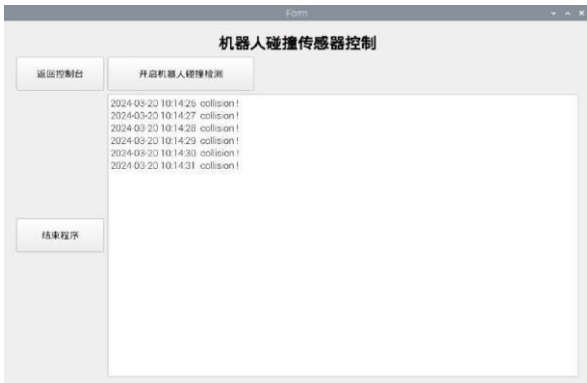 Form
机器人碰撞传感器控制
返回控制台
开启机器人碰撞检测
2024-03-20 10:14:26 collision !
2024-03-20 10:14:27 collision !
2024-03-20 10:14:28 collision !
2024-03-20 10:14:29 collision !
2024-03-20 10:14:30 collision !
2024-03-20 10:14:31 collision !
结束程序